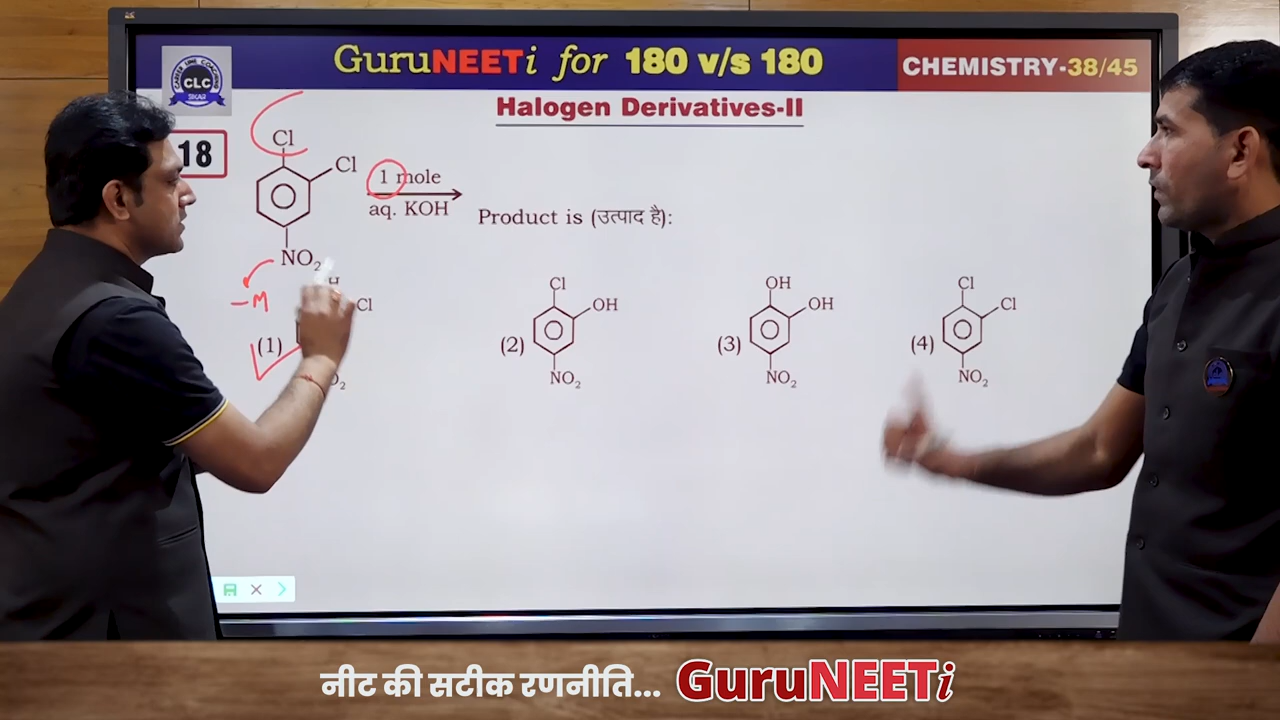 GuruNEETi for 180 v/s 180
CHEMISTRY-38/45
CLC
SIKAR
Halogen Derivatives-II
18
Cl
Cl
1 mole
aq. KOH
NO₂
Product is (उत्पाद है):
-M
(1)
H
Cl
O₂
(2)
Cl
OH
NO₂
(3)
OH
OH
NO₂
(4)
Cl
Cl
NO₂
नीट की सटीक रणनीति... GuruNEETi